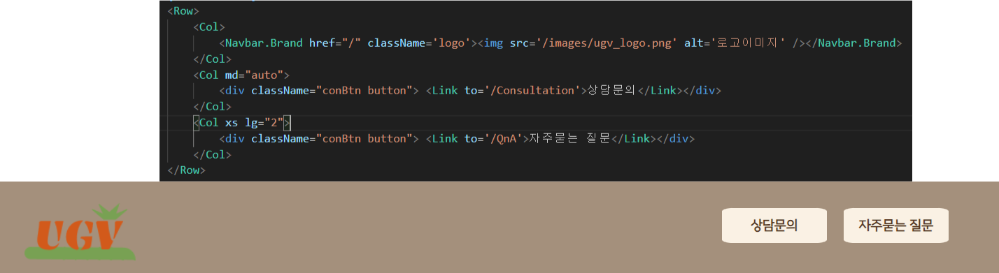 <Row>
<Col>
<Navbar.Brand href="/" className='logo'><img src='/images/ugv_logo.png' alt='로고이미지' /></Navbar.Brand>
</Col>
<Col md="auto">
<div className="conBtn button"> <Link to='/Consultation'>상담문의</Link></div>
</Col>
<Col xs lg="2">
<div className="conBtn button"> <Link to='/QnA'>자주묻는 질문</Link></div>
</Col>
</Row>
UGV
상담문의
자주묻는 질문